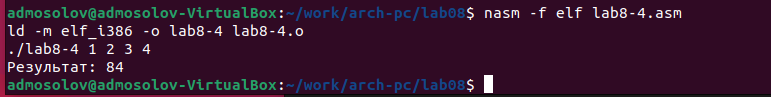 admosolov@admosolov-VirtualBox:~/work/arch-pc/lab08$ nasm -f elf lab8-4.asm
ld -m elf_i386 -o lab8-4 lab8-4.o
./lab8-4 1 2 3 4
Результат: 84
admosolov@admosolov-VirtualBox:~/work/arch-pc/lab08$